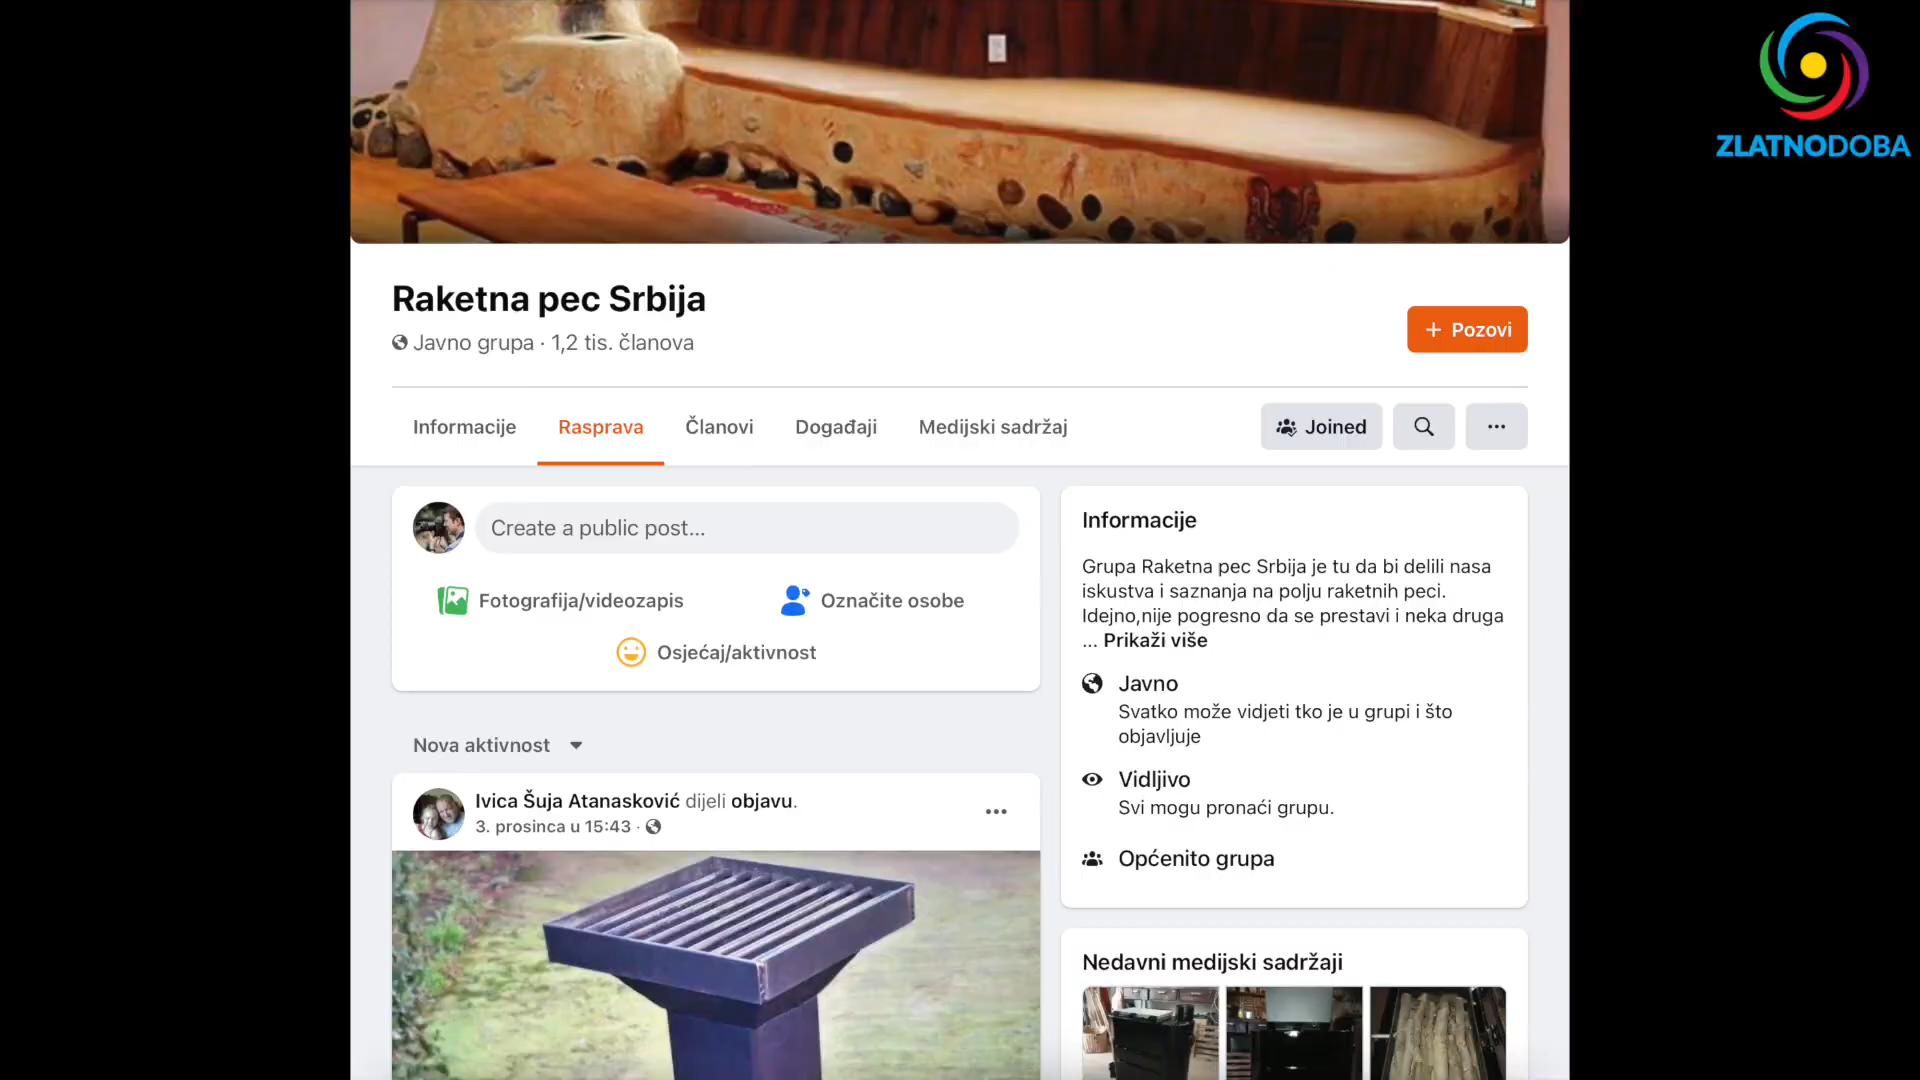 ZLATNODOBA
Raketna pec Srbija
Javno grupa · 1,2 tis. članova
+ Pozovi
Informacije
Rasprava
Članovi
Događaji
Medijski sadržaj
Joined
Create a public post...
Fotografija/videozapis
Označite osobe
Osjećaj/aktivnost
Nova aktivnost
Ivica Šuja Atanasković dijeli objavu.
3. prosinca u 15:43 ·
Informacije
Grupa Raketna pec Srbija je tu da bi delili nasa
iskustva i saznanja na polju raketnih peci.
Idejno,nije pogresno da se prestavi i neka druga
... Prikaži više
Javno
Svatko može vidjeti tko je u grupi i što
objavljuje
Vidljivo
Svi mogu pronaći grupu.
Općenito grupa
Nedavni medijski sadržaji